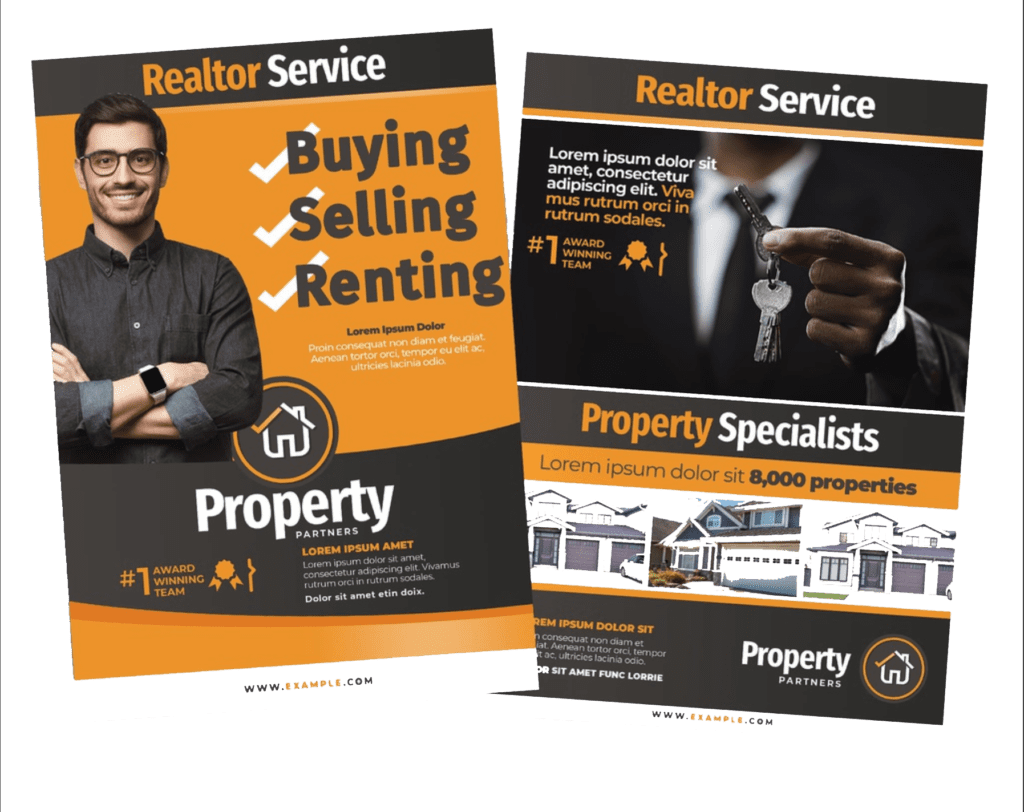 Realtor Service
Buying
Selling
Renting
Lorem Ipsum Dolor
Proin consequat non diam et feugiat.
Aenean tortor orci, tempor eu elit ac,
ultricies lacinia odio.
Property
PARTNERS
#1 AWARD
WINNING
TEAM
LOREM IPSUM AMET
Lorem ipsum dolor sit amet,
consectetur adipiscing elit. Vivamus
rutrum orci in rutrum sodales.
Dolor sit amet etin doix.
WWW.EXAMPLE.COM
Realtor Service
Lorem ipsum dolor sit
amet, consectetur
adipiscing elit. Viva
mus rutrum orci in
rutrum sodales.
#1 AWARD
WINNING
TEAM
Property Specialists
Lorem ipsum dolor sit 8,000 properties
REM IPSUM DOLOR SIT
n consequat non diam et
iat. Aenean tortor orci, tempor
it ac, ultricies lacinia odio.
OR SIT AMET FUNC LORRIE
Property
PARTNERS
WWW.EXAMPLE.COM